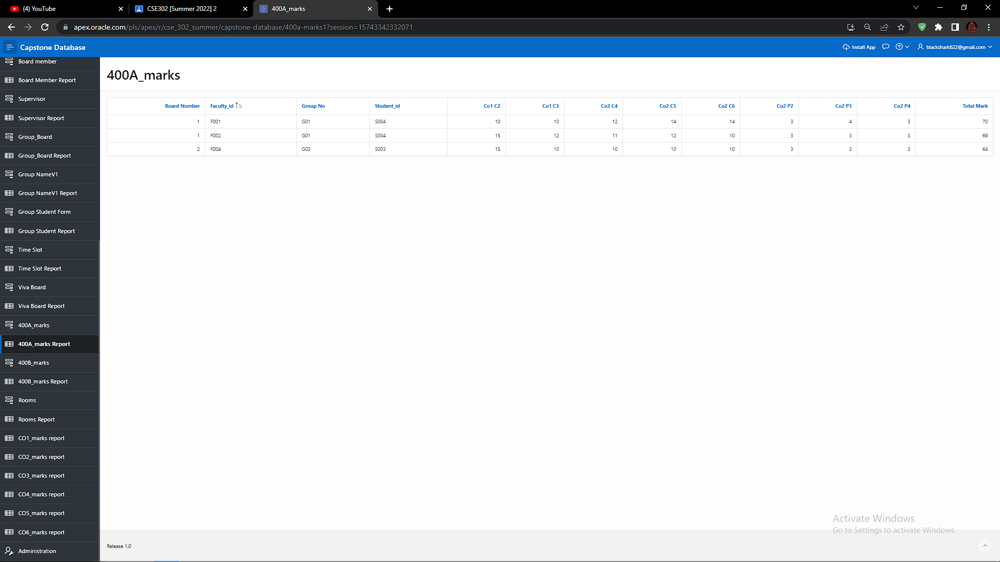 (4) YouTube
CSE302 [Summer 2022] 2
400A_marks
apex.oracle.com/pls/apex/r/cse_302_summer/capstone-database/400a-marks1?session=15743342332071
Capstone Database
Install App
blackshark622@gmail.com
Board member
Board Member Report
Supervisor
Supervisor Report
Group_Board
Group_Board Report
Group NameV1
Group NameV1 Report
Group Student Form
Group Student Report
Time Slot
Time Slot Report
Viva Board
Viva Board Report
400A_marks
400A_marks Report
400B_marks
400B_marks Report
Rooms
Rooms Report
CO1_marks report
CO2_marks report
CO3_marks report
CO4_marks report
CO5_marks report
CO6_marks report
Administration
400A_marks
Board Number Faculty_id Group No Student_id Co1 C2 Co1 C3 Co2 C4 Co2 C5 Co2 C6 Co2 P2 Co2 P3 Co2 P4 Total Mark
1 F001 G01 S004 10 10 12 14 14 3 4 3 70
1 F002 G01 S004 15 12 11 12 10 3 3 3 69
2 F004 G03 S003 15 10 10 10 10 3 3 3 64
Activate Windows
Go to Settings to activate Windows.
Release 1.0